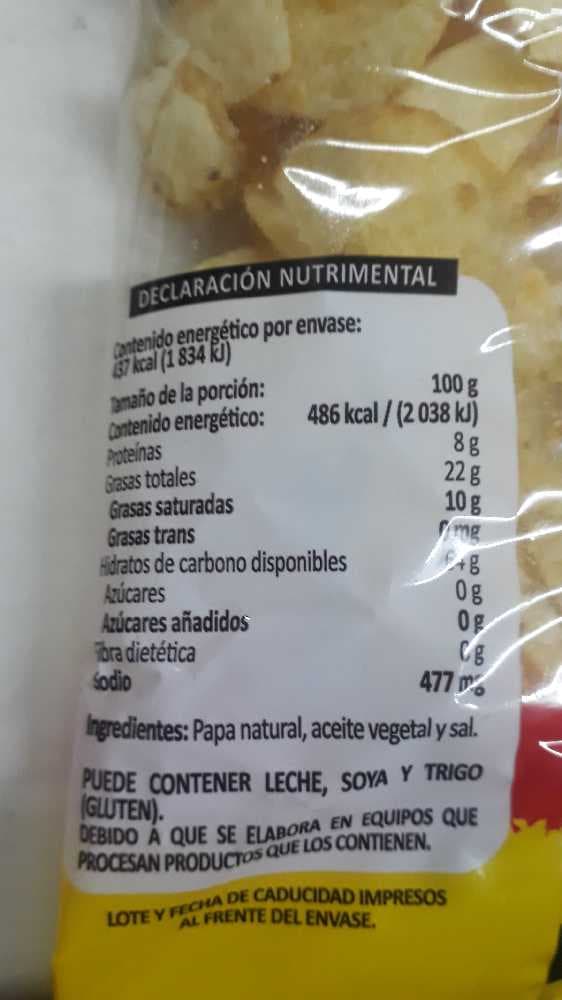 DECLARACIÓN NUTRIMENTAL
Contenido energético por envase:
437 kcal (1 834 kJ)
Tamaño de la porción: 100 g
Contenido energético: 486 kcal / (2 038 kJ)
Proteínas 8 g
Grasas totales 22 g
Grasas saturadas 10 g
Grasas trans mg
Hidratos de carbono disponibles g
Azúcares 0 g
Azúcares añadidos 0 g
Fibra dietética g
Sodio 477 mg
Ingredientes: Papa natural, aceite vegetal y sal.
PUEDE CONTENER LECHE, SOYA Y TRIGO
(GLUTEN).
DEBIDO A QUE SE ELABORA EN EQUIPOS QUE
PROCESAN PRODUCTOS QUE LOS CONTIENEN.
LOTE Y FECHA DE CADUCIDAD IMPRESOS
AL FRENTE DEL ENVASE.